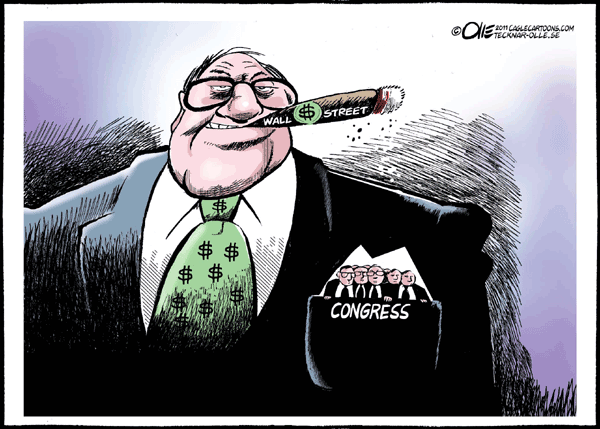 © Olle 2011 CAGLECARTOONS.COM
TECKNAR-OLLE.SE
WALL $ STREET
$
$ $
$ $
$ $
$ $
$
CONGRESS